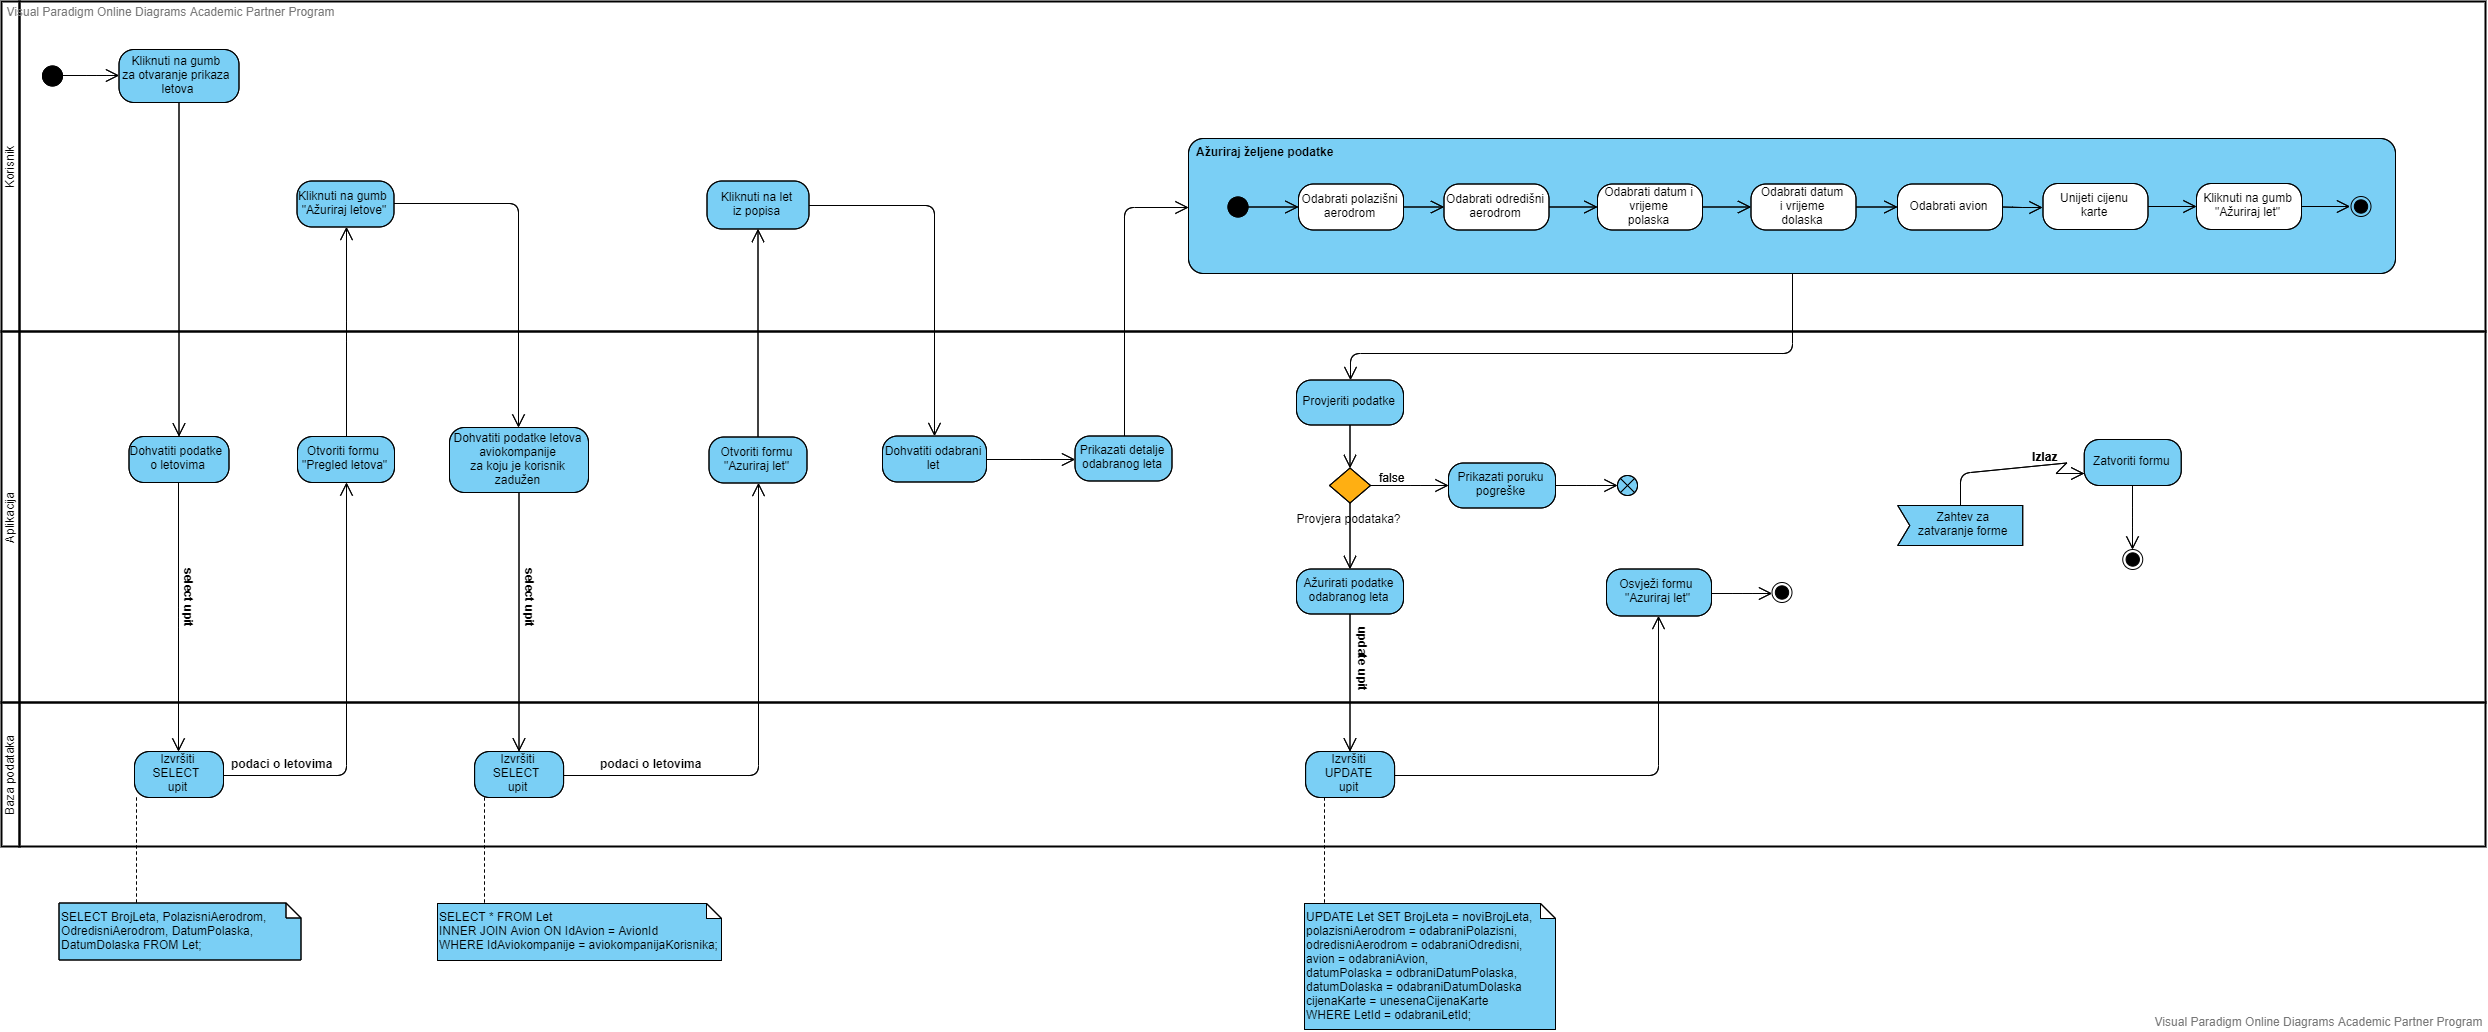 Visual Paradigm Online Diagrams Academic Partner Program
Korisnik
Kliknuti na gumb
za otvaranje prikaza
letova
Kliknuti na gumb
"Ažuriraj letove"
Kliknuti na let
iz popisa
Ažuriraj željene podatke
Odabrati polazišni
aerodrom
Odabrati odredišni
aerodrom
Odabrati datum i
vrijeme
polaska
Odabrati datum
i vrijeme
dolaska
Odabrati avion
Unijeti cijenu
karte
Kliknuti na gumb
"Ažuriraj let"
Aplikacija
Dohvatiti podatke
o letovima
Otvoriti formu
"Pregled letova"
Dohvatiti podatke letova
aviokompanije
za koju je korisnik
zadužen
Otvoriti formu
"Azuriraj let"
Dohvatiti odabrani
let
Prikazati detalje
odabranog leta
Provjeriti podatke
false
Prikazati poruku
pogreške
Provjera podataka?
Izlaz
Zatvoriti formu
Zahtev za
zatvaranje forme
Ažurirati podatke
odabranog leta
Osvježi formu
"Azuriraj let"
select upit
select upit
update upit
Baza podataka
Izvršiti
SELECT
upit
podaci o letovima
Izvršiti
SELECT
upit
podaci o letovima
Izvršiti
UPDATE
upit
SELECT BrojLeta, PolazisniAerodrom,
OdredisniAerodrom, DatumPolaska,
DatumDolaska FROM Let;
SELECT * FROM Let
INNER JOIN Avion ON IdAvion = AvionId
WHERE IdAviokompanije = aviokompanijaKorisnika;
UPDATE Let SET BrojLeta = noviBrojLeta,
polazisniAerodrom = odabraniPolazisni,
odredisniAerodrom = odabraniOdredisni,
avion = odabraniAvion,
datumPolaska = odbraniDatumPolaska,
datumDolaska = odabraniDatumDolaska
cijenaKarte = unesenaCijenaKarte
WHERE LetId = odabraniLetId;
Visual Paradigm Online Diagrams Academic Partner Program